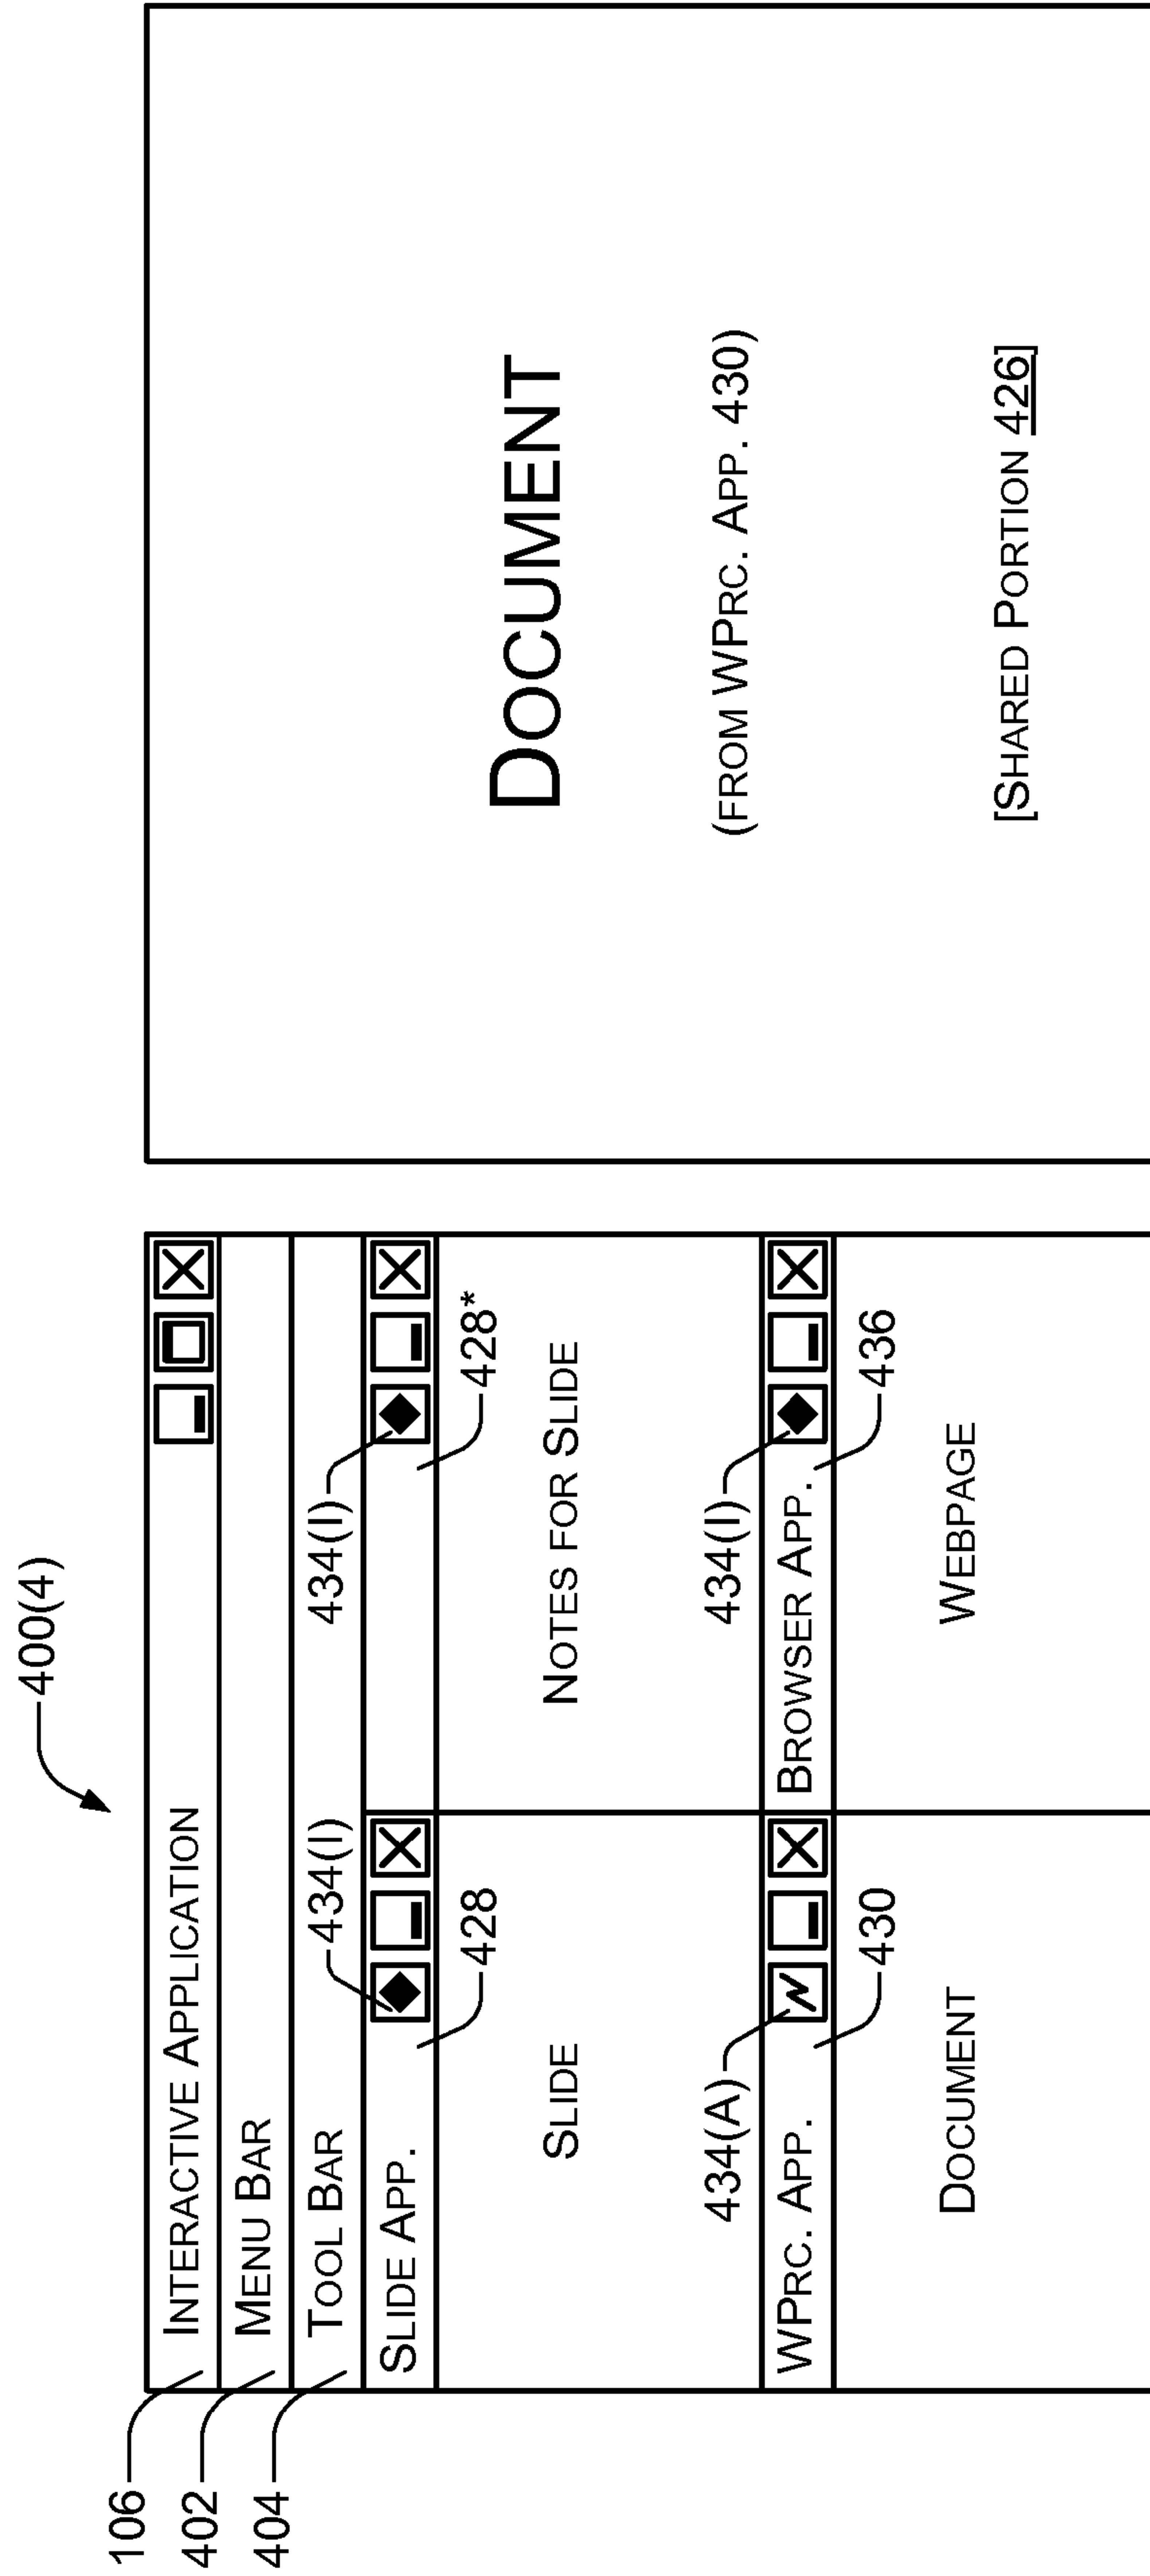 400(4)
106
INTERACTIVE APPLICATION
402
MENU BAR
404
TOOL BAR
434(I)
434(I)
SLIDE APP.
428
428*
SLIDE
NOTES FOR SLIDE
434(A)
434(I)
WPRC. APP.
BROWSER APP.
430
436
DOCUMENT
WEBPAGE
DOCUMENT
(FROM WPRC. APP. 430)
[SHARED PORTION 426]